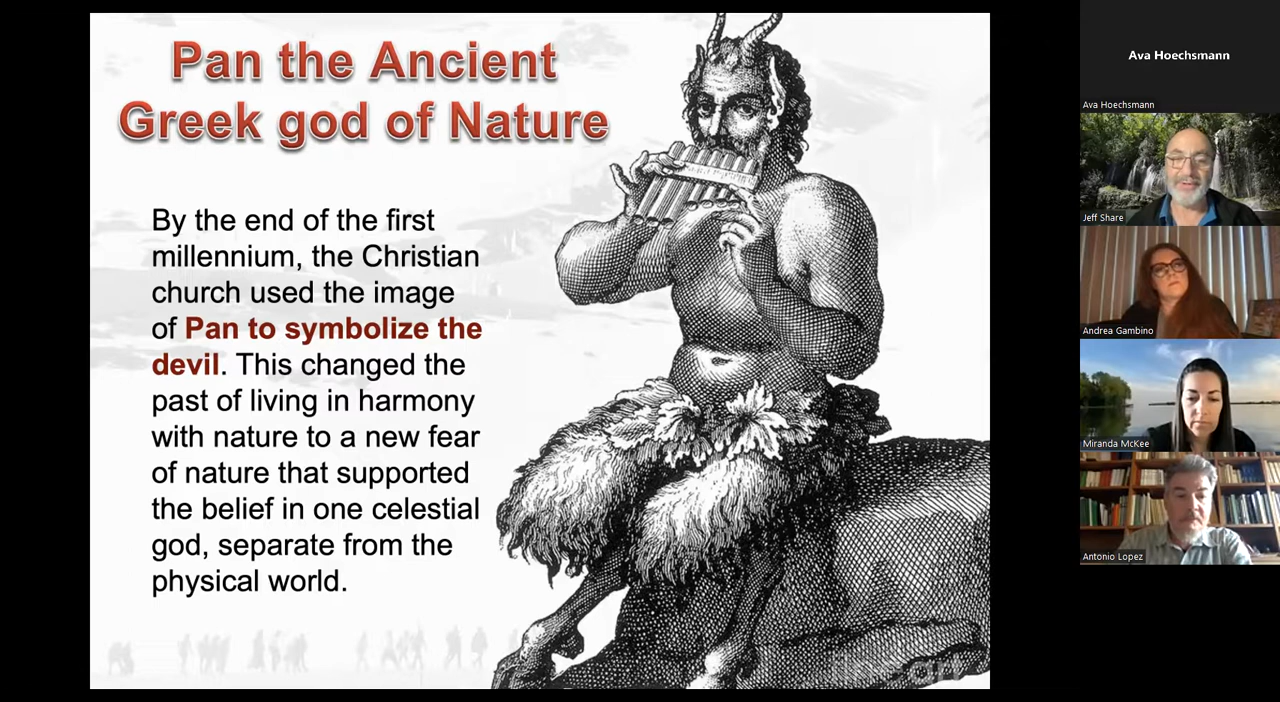 Pan the Ancient
Greek god of Nature
By the end of the first
millennium, the Christian
church used the image
of Pan to symbolize the
devil. This changed the
past of living in harmony
with nature to a new fear
of nature that supported
the belief in one celestial
god, separate from the
physical world.
Ava Hoechsmann
Ava Hoechsmann
Jeff Share
Andrea Gambino
Miranda McKee
Antonio Lopez